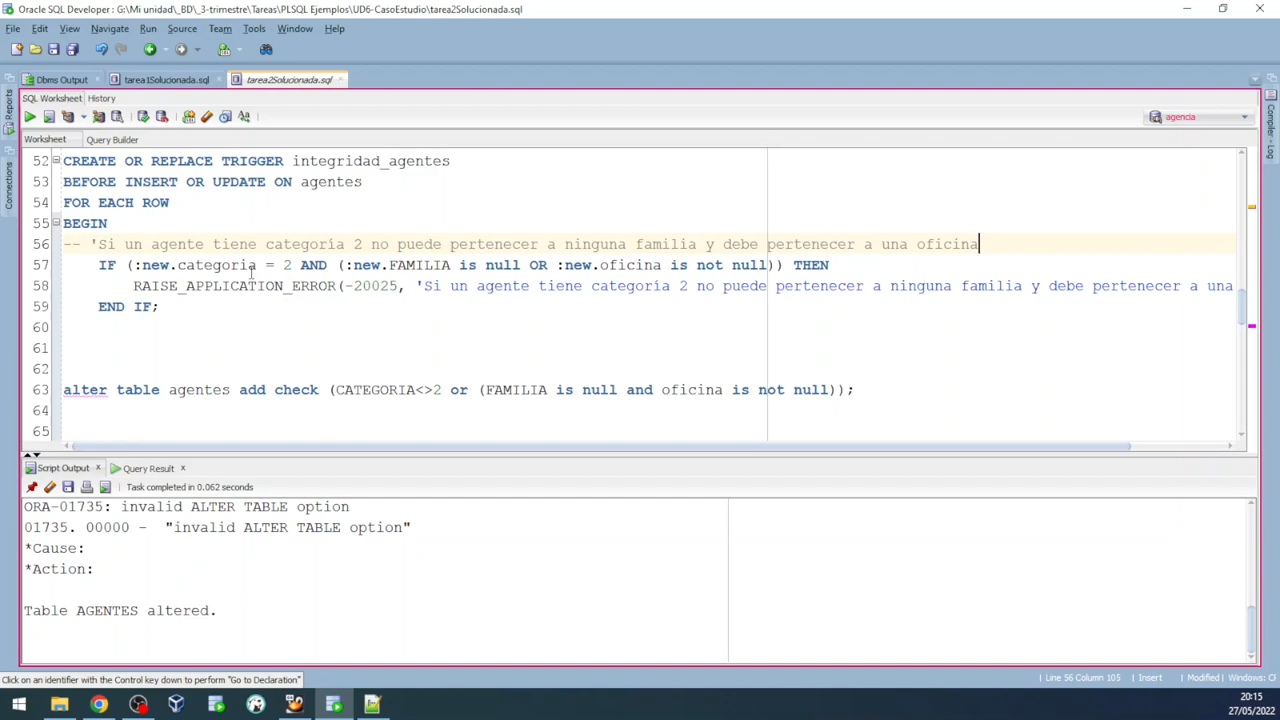 Oracle SQL Developer : G:\Mi unidad\_BD\_3-trimestre\Tareas\PLSQL Ejemplos\UD6-CasoEstudio\tarea2Solucionada.sql
File Edit View Navigate Run Source Team Tools Window Help
Dbms Output tarea1Solucionada.sql tarea2Solucionada.sql
SQL Worksheet History
agencia
Worksheet Query Builder
Reports
Connections
Compiler - Log
52 CREATE OR REPLACE TRIGGER integridad_agentes
53 BEFORE INSERT OR UPDATE ON agentes
54 FOR EACH ROW
55 BEGIN
56 -- 'Si un agente tiene categoría 2 no puede pertenecer a ninguna familia y debe pertenecer a una oficina
57 IF (:new.categoria = 2 AND (:new.FAMILIA is null OR :new.oficina is not null)) THEN
58 RAISE_APPLICATION_ERROR(-20025, 'Si un agente tiene categoría 2 no puede pertenecer a ninguna familia y debe pertenecer a una
59 END IF;
60
61
62
63 alter table agentes add check (CATEGORIA<>2 or (FAMILIA is null and oficina is not null));
64
65
Script Output Query Result
Task completed in 0.062 seconds
ORA-01735: invalid ALTER TABLE option
01735. 00000 - "invalid ALTER TABLE option"
*Cause:
*Action:
Table AGENTES altered.
Click on an identifier with the Control key down to perform "Go to Declaration"
Line 56 Column 105 Insert Modified Windows: C
20:15
27/05/2022